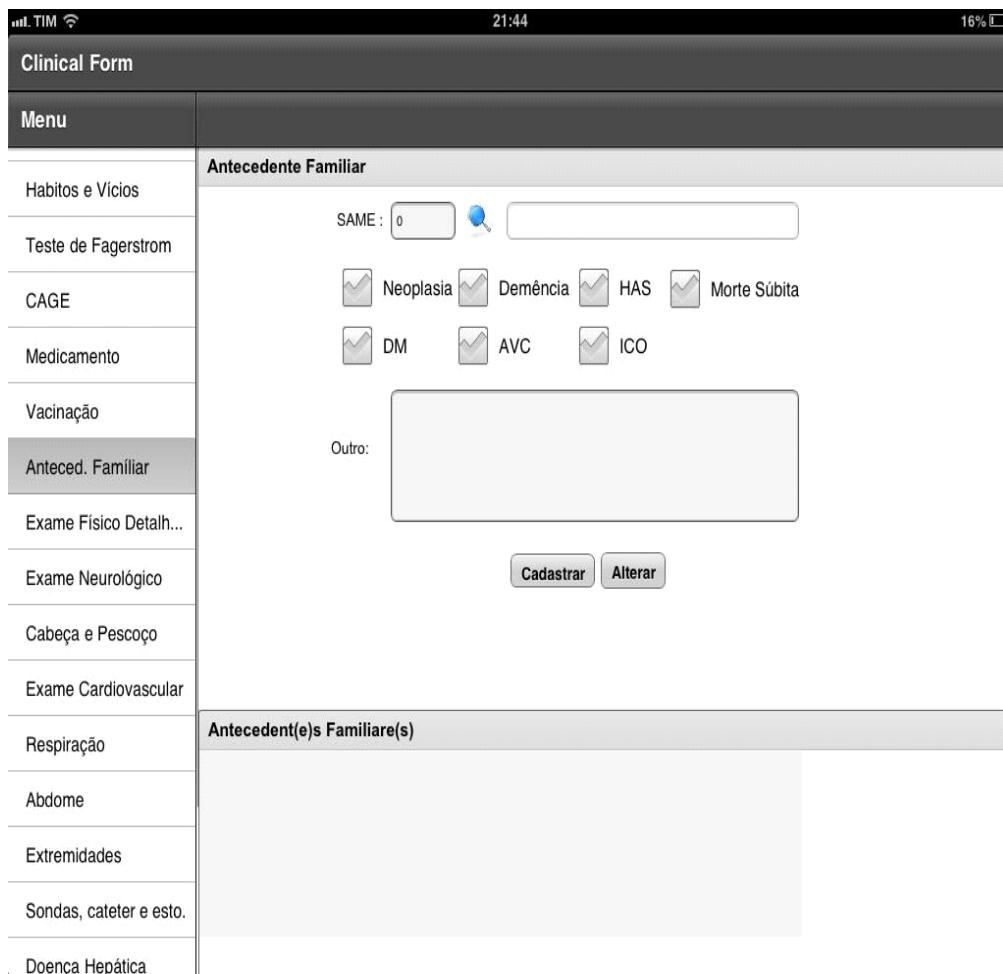 TIM
21:44
16%
Clinical Form
Menu
Habitos e Vícios
Teste de Fagerstrom
CAGE
Medicamento
Vacinação
Anteced. Famíliar
Exame Físico Detalh...
Exame Neurológico
Cabeça e Pescoço
Exame Cardiovascular
Respiração
Abdome
Extremidades
Sondas, cateter e esto.
Doença Hepática
Antecedente Familiar
SAME : 0
Neoplasia Demência HAS Morte Súbita
DM AVC ICO
Outro:
Cadastrar Alterar
Antecedent(e)s Familiare(s)